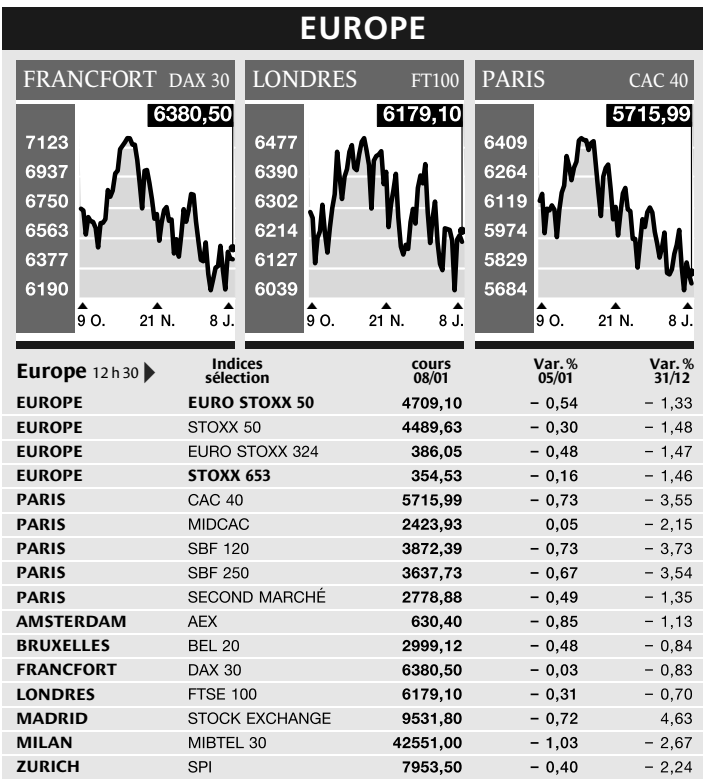 EUROPE
FRANCFORT DAX 30
6380,50
7123
6937
6750
6563
6377
6190
9 O. 21 N. 8 J.
LONDRES FT100
6179,10
6477
6390
6302
6214
6127
6039
9 O. 21 N. 8 J.
PARIS CAC 40
5715,99
6409
6264
6119
5974
5829
5684
9 O. 21 N. 8 J.
Europe 12 h 30 Indices sélection cours 08/01 Var. % 05/01 Var. % 31/12
EUROPE EURO STOXX 50 4709,10 – 0,54 – 1,33
EUROPE STOXX 50 4489,63 – 0,30 – 1,48
EUROPE EURO STOXX 324 386,05 – 0,48 – 1,47
EUROPE STOXX 653 354,53 – 0,16 – 1,46
PARIS CAC 40 5715,99 – 0,73 – 3,55
PARIS MIDCAC 2423,93 0,05 – 2,15
PARIS SBF 120 3872,39 – 0,73 – 3,73
PARIS SBF 250 3637,73 – 0,67 – 3,54
PARIS SECOND MARCHÉ 2778,88 – 0,49 – 1,35
AMSTERDAM AEX 630,40 – 0,85 – 1,13
BRUXELLES BEL 20 2999,12 – 0,48 – 0,84
FRANCFORT DAX 30 6380,50 – 0,03 – 0,83
LONDRES FTSE 100 6179,10 – 0,31 – 0,70
MADRID STOCK EXCHANGE 9531,80 – 0,72 4,63
MILAN MIBTEL 30 42551,00 – 1,03 – 2,67
ZURICH SPI 7953,50 – 0,40 – 2,24